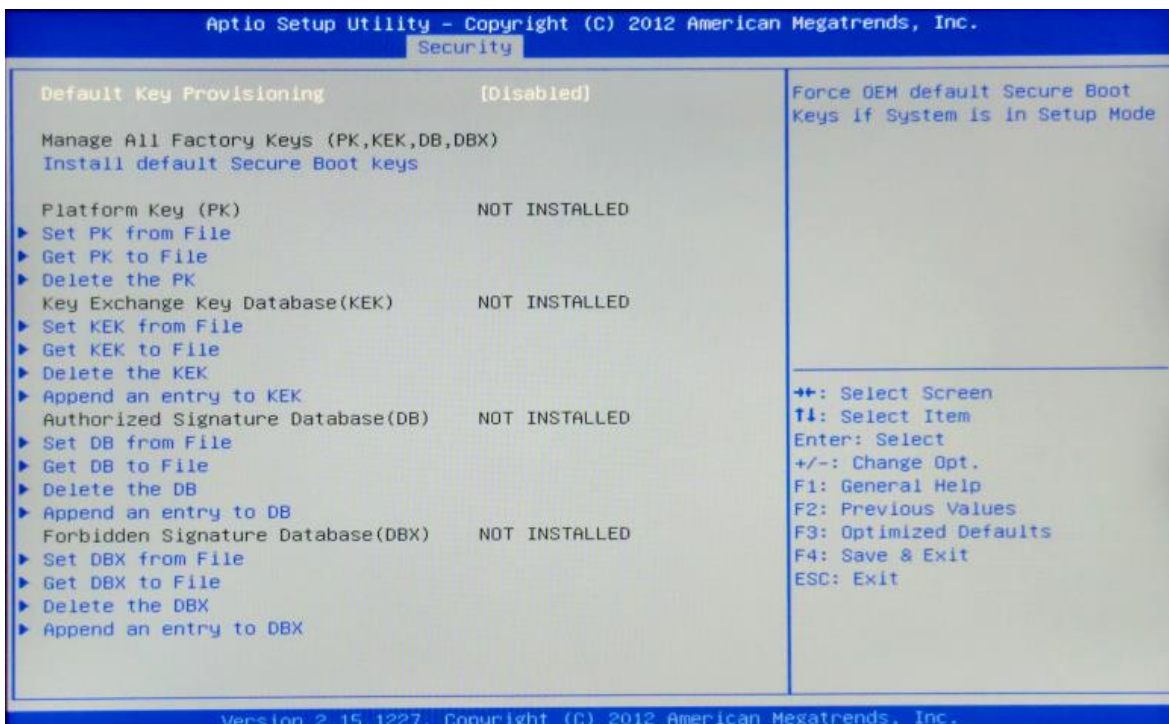 Aptio Setup Utility – Copyright (C) 2012 American Megatrends, Inc.
Security
Default Key Provisioning [Disabled]
Manage All Factory Keys (PK,KEK,DB,DBX)
Install default Secure Boot keys
Platform Key (PK) NOT INSTALLED
▶ Set PK from File
▶ Get PK to File
▶ Delete the PK
Key Exchange Key Database(KEK) NOT INSTALLED
▶ Set KEK from File
▶ Get KEK to File
▶ Delete the KEK
▶ Append an entry to KEK
Authorized Signature Database(DB) NOT INSTALLED
▶ Set DB from File
▶ Get DB to File
▶ Delete the DB
▶ Append an entry to DB
Forbidden Signature Database(DBX) NOT INSTALLED
▶ Set DBX from File
▶ Get DBX to File
▶ Delete the DBX
▶ Append an entry to DBX
Force OEM default Secure Boot
Keys if System is in Setup Mode
→←: Select Screen
↑↓: Select Item
Enter: Select
+/-: Change Opt.
F1: General Help
F2: Previous Values
F3: Optimized Defaults
F4: Save & Exit
ESC: Exit
Version 2.15.1227. Copyright (C) 2012 American Megatrends, Inc.